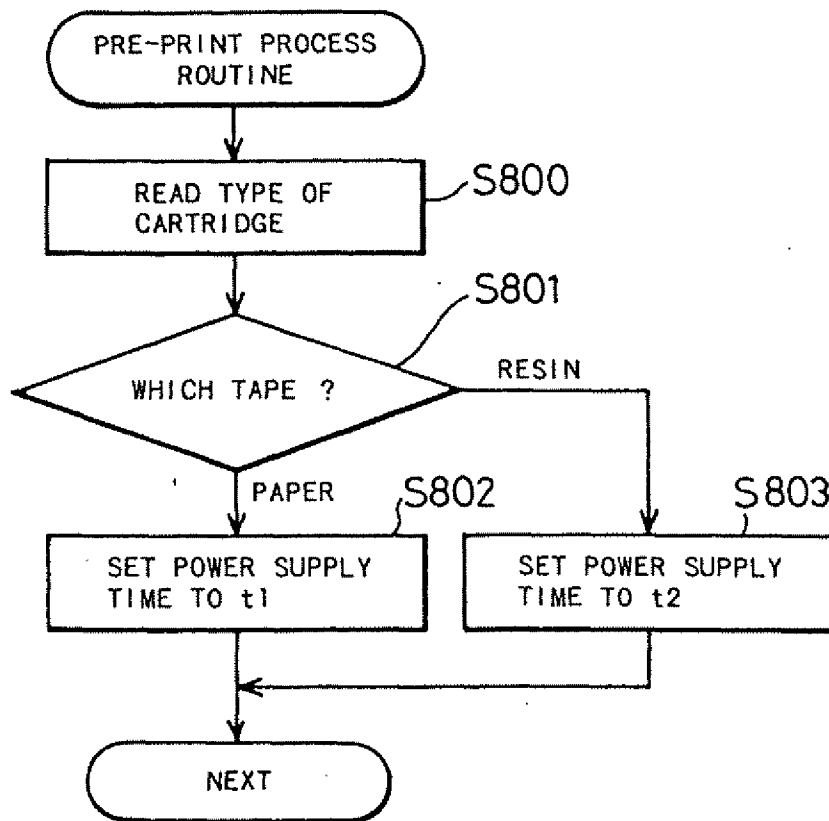 PRE-PRINT PROCESS
ROUTINE
READ TYPE OF
CARTRIDGE
S800
S801
WHICH TAPE ?
RESIN
PAPER
S802
S803
SET POWER SUPPLY
TIME TO t1
SET POWER SUPPLY
TIME TO t2
NEXT